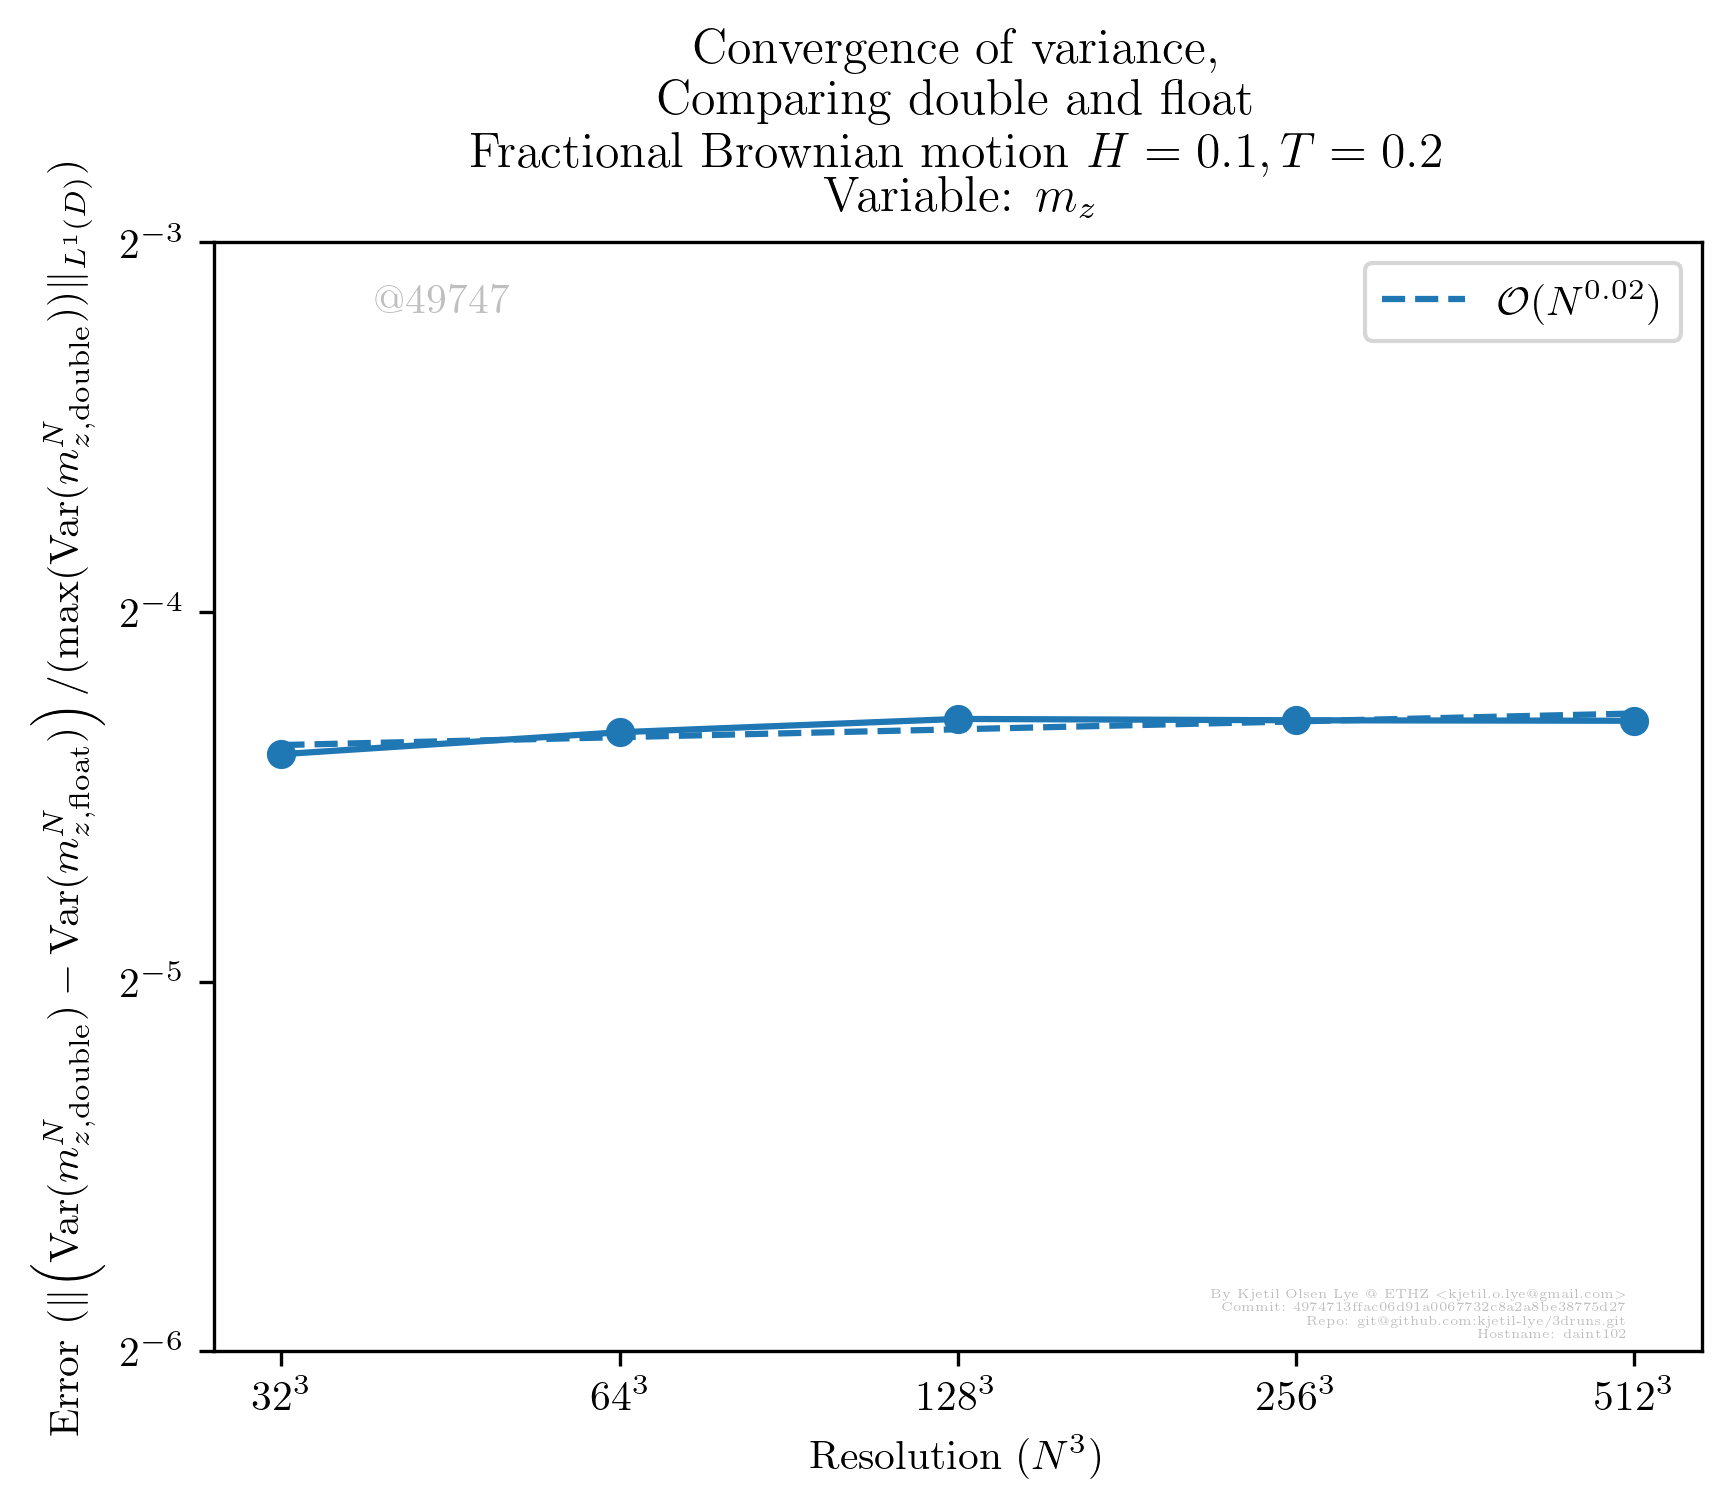 Convergence of variance,
Comparing double and float
Fractional Brownian motion H = 0.1, T = 0.2
Variable: m_z
Error (‖(Var(m^N_{z,double}) − Var(m^N_{z,float}))/(max(Var(m^N_{z,double}))‖_{L^1(D)})
2^{−3}
2^{−4}
2^{−5}
2^{−6}
@49747
O(N^{0.02})
By Kjetil Olsen Lye @ ETHZ <kjetil.o.lye@gmail.com>
Commit: 4974713ffac06d91a0067732c8a2a8be38775d27
Repo: git@github.com:kjetil-lye/3druns.git
Hostname: daint102
32^3 64^3 128^3 256^3 512^3
Resolution (N^3)